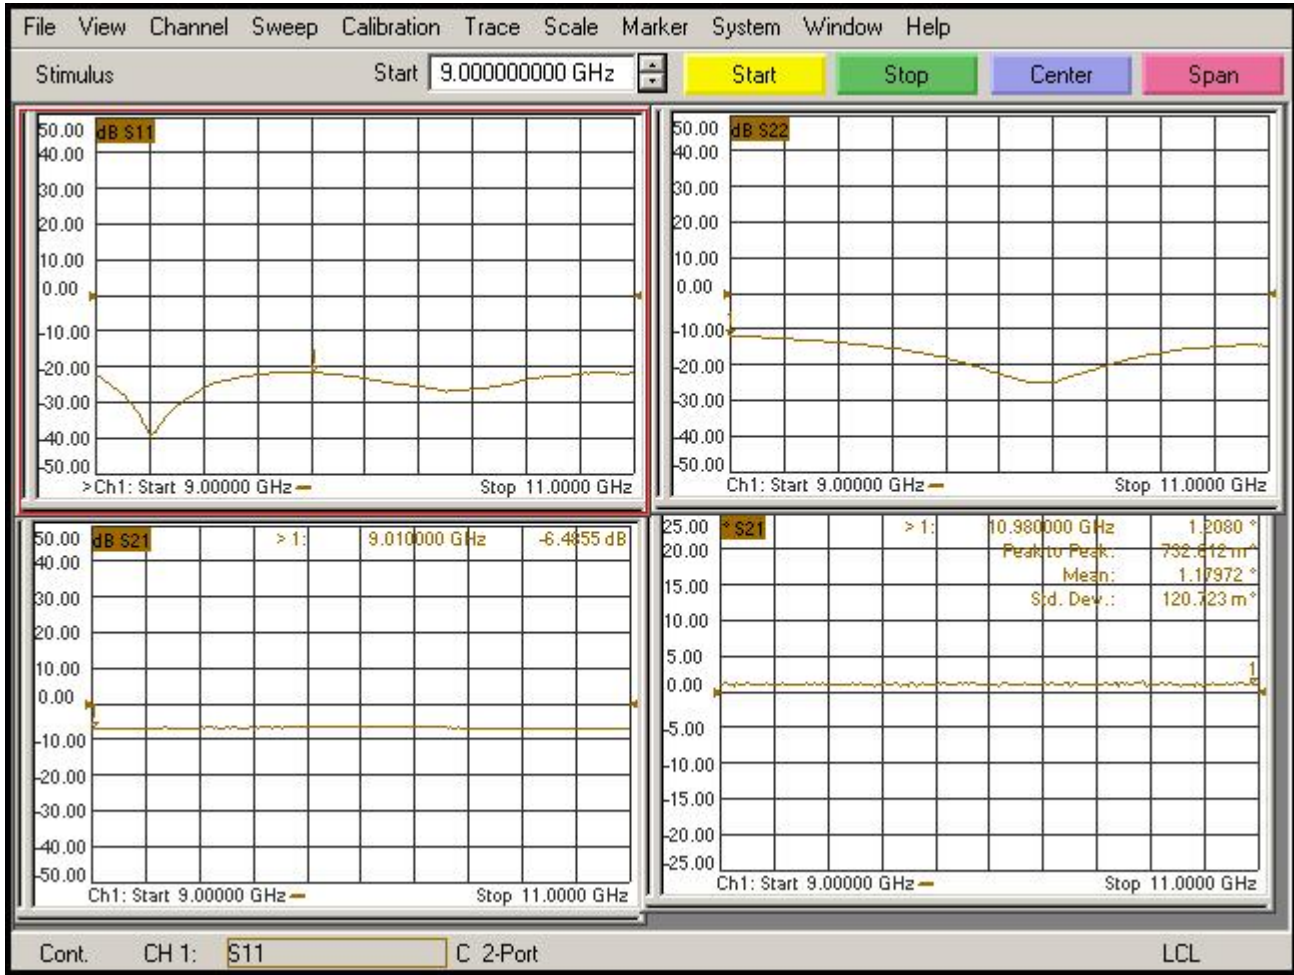 File View Channel Sweep Calibration Trace Scale Marker System Window Help
Stimulus Start 9.000000000 GHz Start Stop Center Span
50.00 dB S11
40.00
30.00
20.00
10.00
0.00
-10.00
-20.00
-30.00
-40.00
-50.00
>Ch1: Start 9.00000 GHz Stop 11.0000 GHz
50.00 dB S22
40.00
30.00
20.00
10.00
0.00
-10.00
-20.00
-30.00
-40.00
-50.00
Ch1: Start 9.00000 GHz Stop 11.0000 GHz
50.00 dB S21 > 1: 9.010000 GHz -6.4855 dB
40.00
30.00
20.00
10.00
0.00
-10.00
-20.00
-30.00
-40.00
-50.00
Ch1: Start 9.00000 GHz Stop 11.0000 GHz
25.00 ° S21 > 1: 10.980000 GHz 1.2080 °
20.00 Peak to Peak: 732.612 m°
Mean: 1.17972 °
15.00 Std. Dev.: 120.723 m°
10.00
5.00 1
0.00
-5.00
-10.00
-15.00
-20.00
-25.00
Ch1: Start 9.00000 GHz Stop 11.0000 GHz
Cont. CH 1: S11 C 2-Port LCL